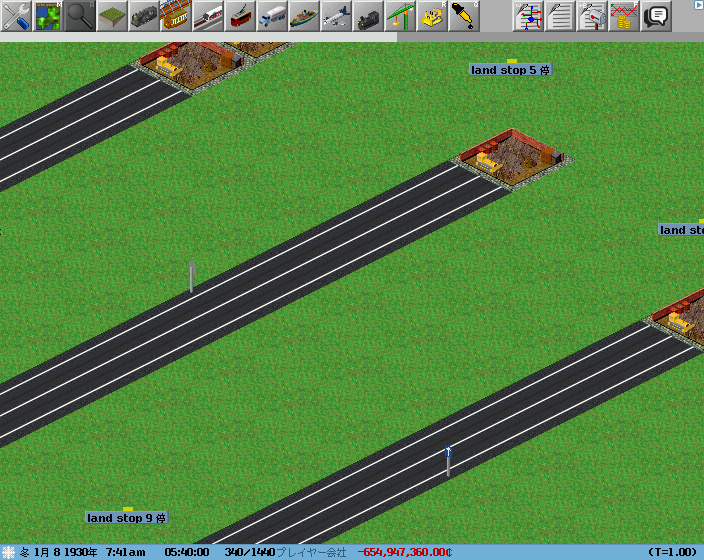 land stop 5 停
land sto
land stop 9 停
冬 1月 8 1930年 7:41am 05:40:00 340/1440 プレイヤー会社 -654,947,360.00¢ (T=1.00)